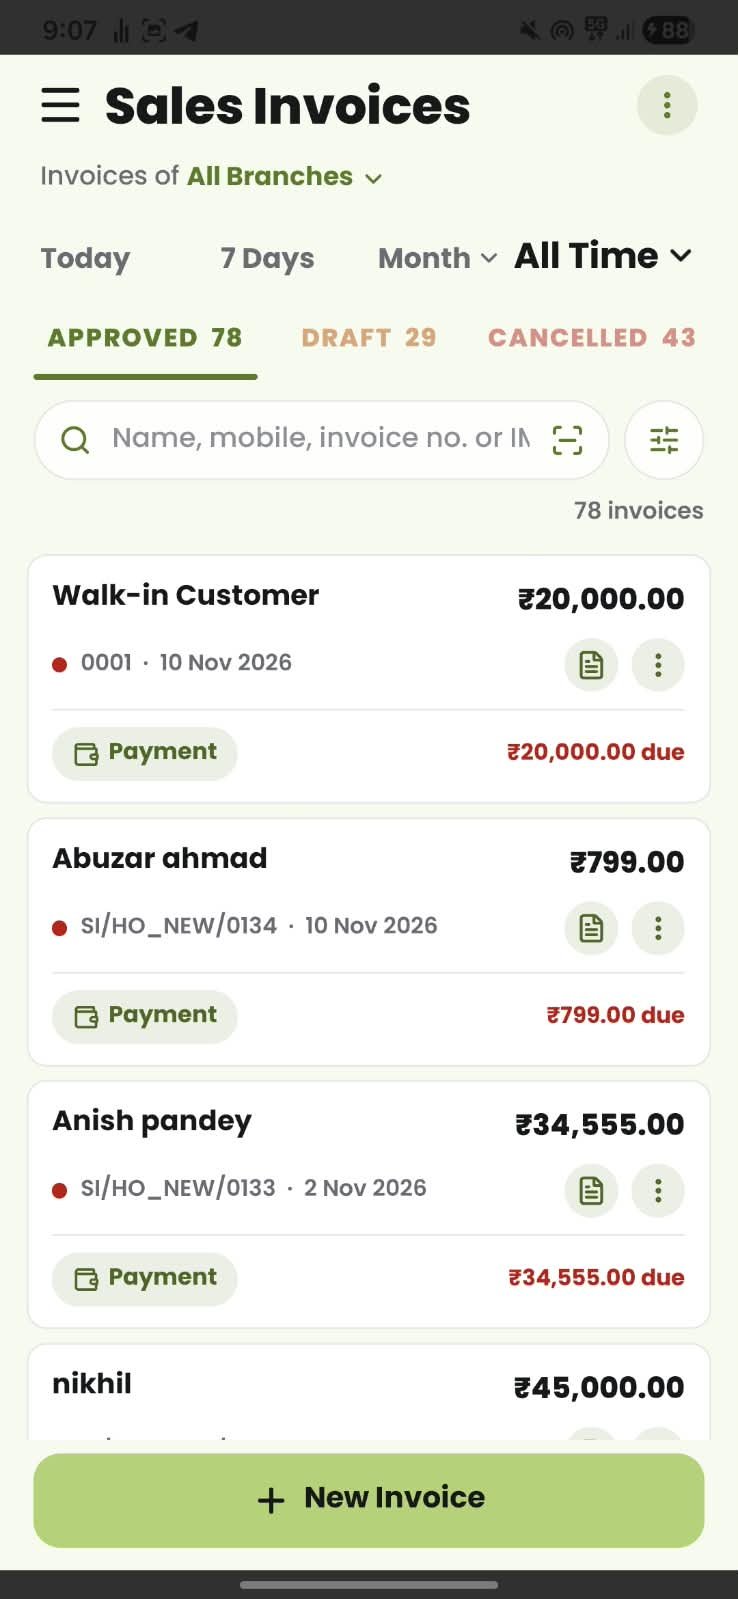 9:07 5G 88
Sales Invoices
Invoices of All Branches
Today 7 Days Month All Time
APPROVED 78 DRAFT 29 CANCELLED 43
Name, mobile, invoice no. or IM
78 invoices
Walk-in Customer ₹20,000.00
0001 · 10 Nov 2026
Payment ₹20,000.00 due
Abuzar ahmad ₹799.00
SI/HO_NEW/0134 · 10 Nov 2026
Payment ₹799.00 due
Anish pandey ₹34,555.00
SI/HO_NEW/0133 · 2 Nov 2026
Payment ₹34,555.00 due
nikhil ₹45,000.00
+ New Invoice